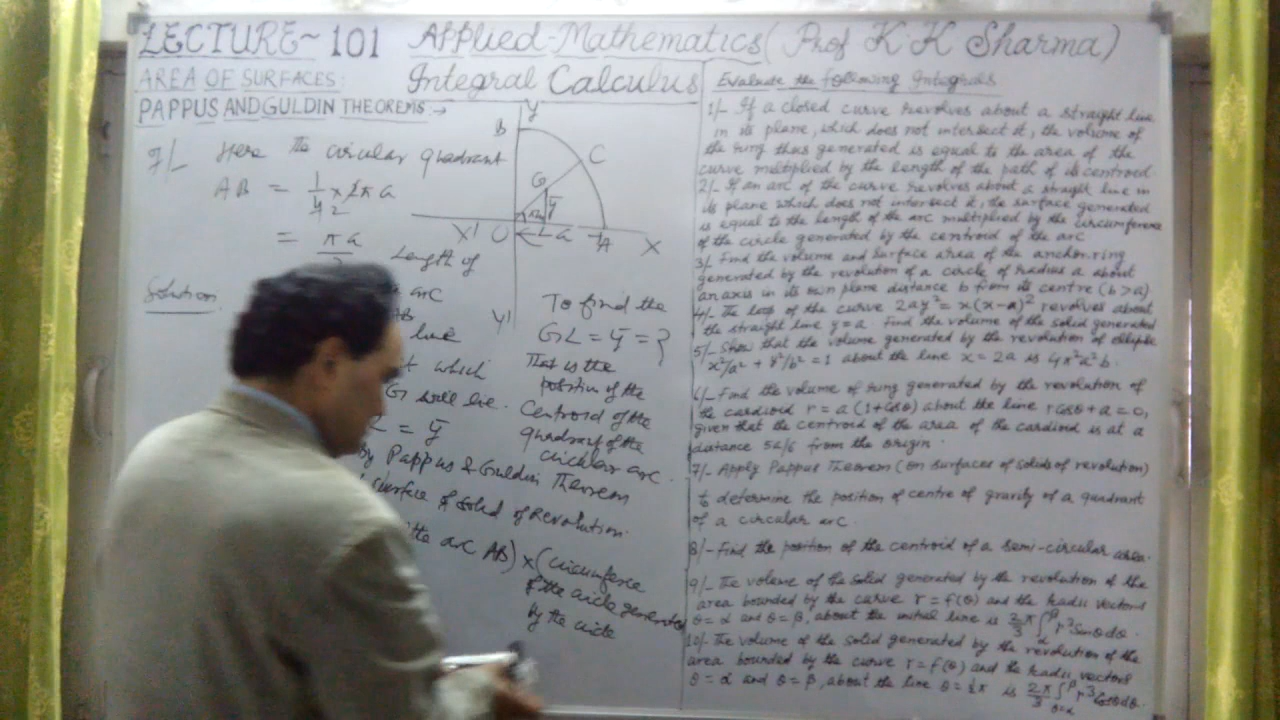 LECTURE~101 Applied-Mathematics (Prof K.K Sharma)
AREA OF SURFACES: Integral Calculus
PAPPUS AND GULDIN THEOREMS:→
7/- Here the circular quadrant
AB = 1/4 x 2πa
= πa
Solution
Length of
arc
AB
line
which
G will lie.
= ȳ
by Pappus & Guldin Theorem
surface of solid of Revolution.
the arc AB) x (circumference
of the circle generated
by the circle
Y
B
C
G
ȳ
X' O a A X
Y'
To find the
GL = ȳ = ?
That is the
position of the
Centroid of the
quadrant of the
circular arc.
Evaluate the following Integrals
1/- If a closed curve revolves about a straight line
in its plane, which does not intersect it, the volume of
the ring thus generated is equal to the area of the
curve multiplied by the length of the path of its centroid.
2/- If an arc of the curve revolves about a straight line in
its plane which does not intersect it, the surface generated
is equal to the length of the arc multiplied by the circumference
of the circle generated by the centroid of the arc
3/- Find the volume and surface area of the anchor-ring
generated by the revolution of a circle of radius a about
an axis in its own plane distance b from its centre (b>a)
4/- The loop of the curve 2ay² = x(x-a)² revolves about
the straight line y=a. Find the volume of the solid generated
5/- Show that the volume generated by the revolution of ellipse
x²/a² + y²/b² = 1 about the line x = 2a is 4π²a²b.
6/- Find the volume of ring generated by the revolution of
the cardioid r = a(1+cosθ) about the line r cosθ + a = 0,
given that the centroid of the area of the cardioid is at a
distance 5a/6 from the origin.
7/- Apply Pappus Theorem (on surfaces of solids of revolution)
to determine the position of centre of gravity of a quadrant
of a circular arc.
8/- Find the position of the centroid of a semi-circular area.
9/- The volume of the solid generated by the revolution of the
area bounded by the curve r = f(θ) and the radii vectors
θ = α and θ = β, about the initial line is 2π/3 ∫αβ r³ sinθ dθ.
10/- The volume of the solid generated by the revolution of the
area bounded by the curve r = f(θ) and the radii vectors
θ = α and θ = β, about the line θ = ½π is 2π/3 ∫θ=αβ r³ cosθ dθ.